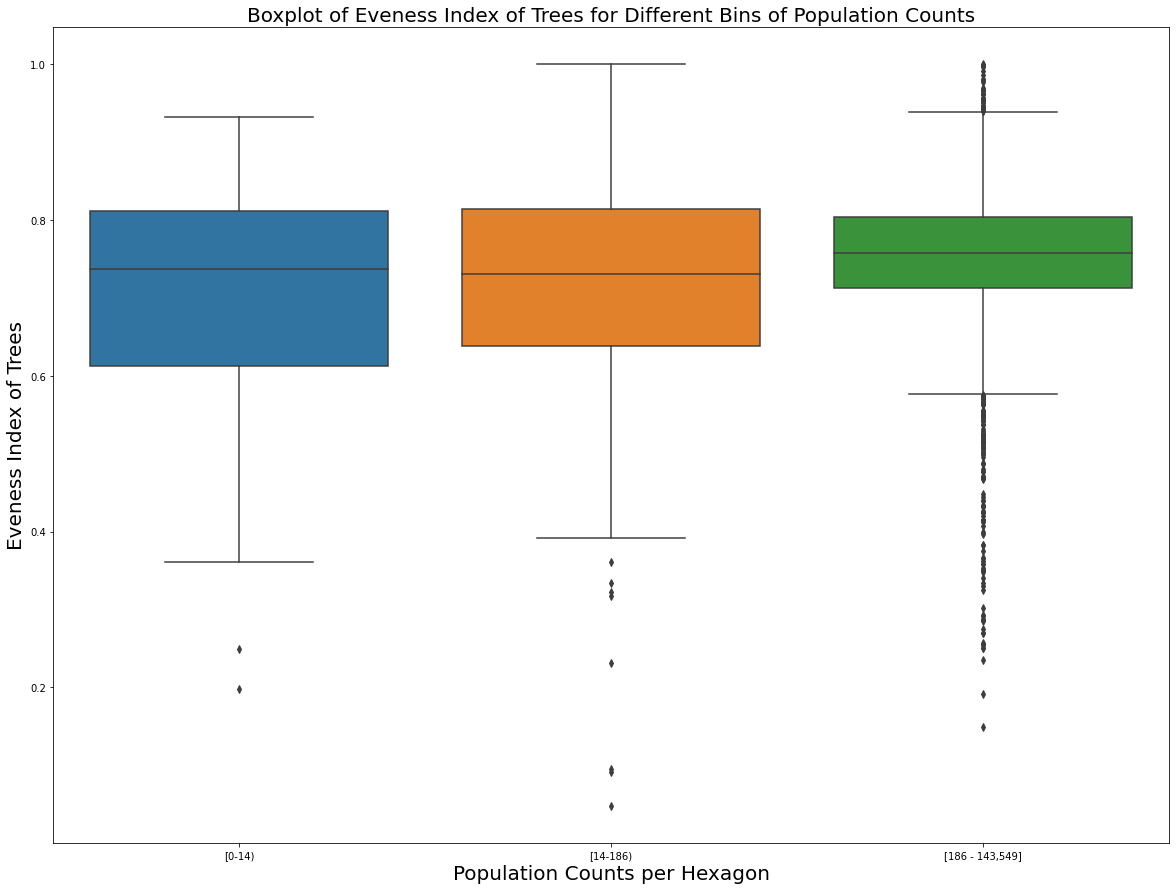 Boxplot of Eveness Index of Trees for Different Bins of Population Counts
Eveness Index of Trees
1.0
0.8
0.6
0.4
0.2
[0-14)
[14-186)
[186 - 143,549]
Population Counts per Hexagon